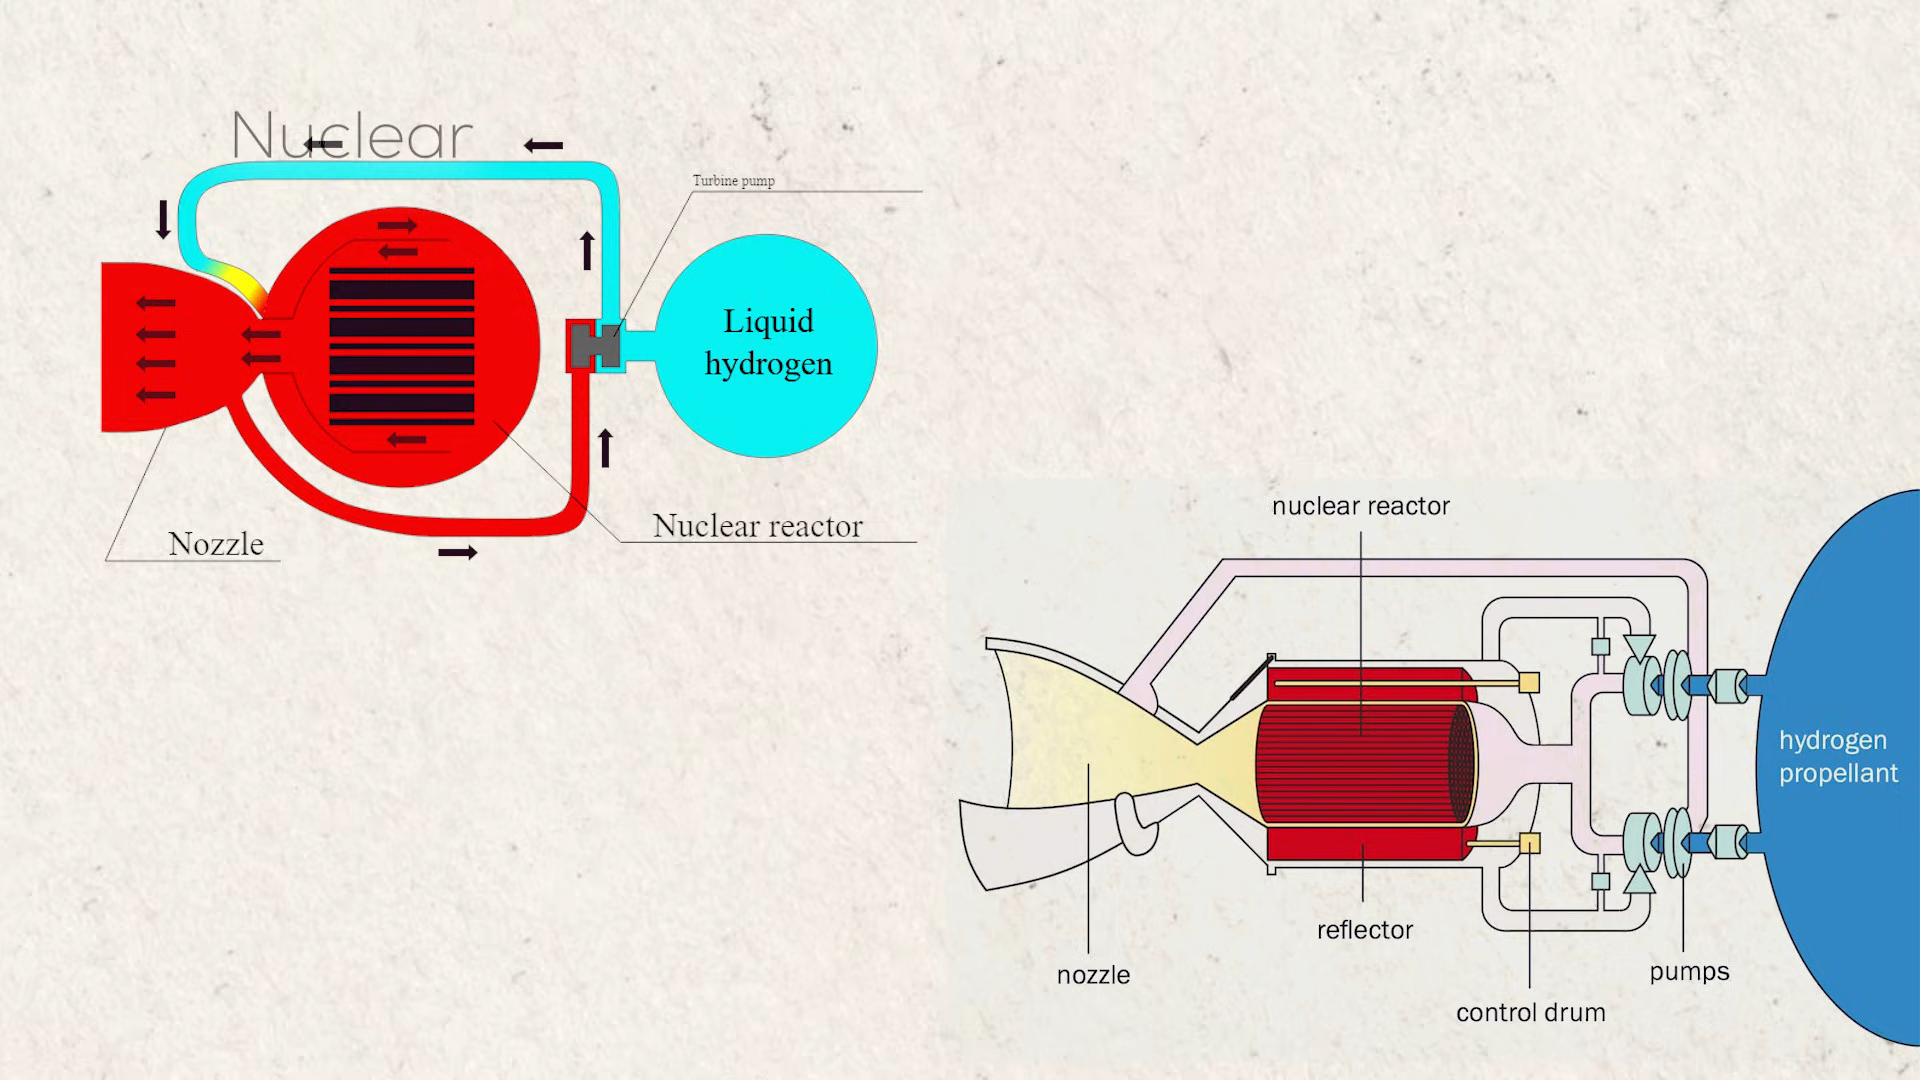 Nuclear
Turbine pump
Liquid
hydrogen
Nuclear reactor
Nozzle
nuclear reactor
hydrogen
propellant
reflector
nozzle
pumps
control drum